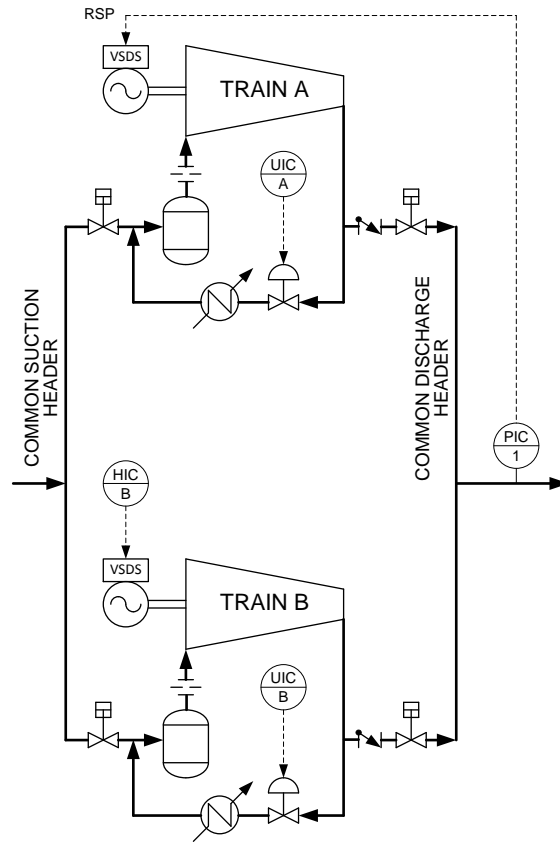 RSP
VSDS
TRAIN A
UIC
A
COMMON SUCTION
HEADER
COMMON DISCHARGE
HEADER
PIC
1
HIC
B
VSDS
TRAIN B
UIC
B